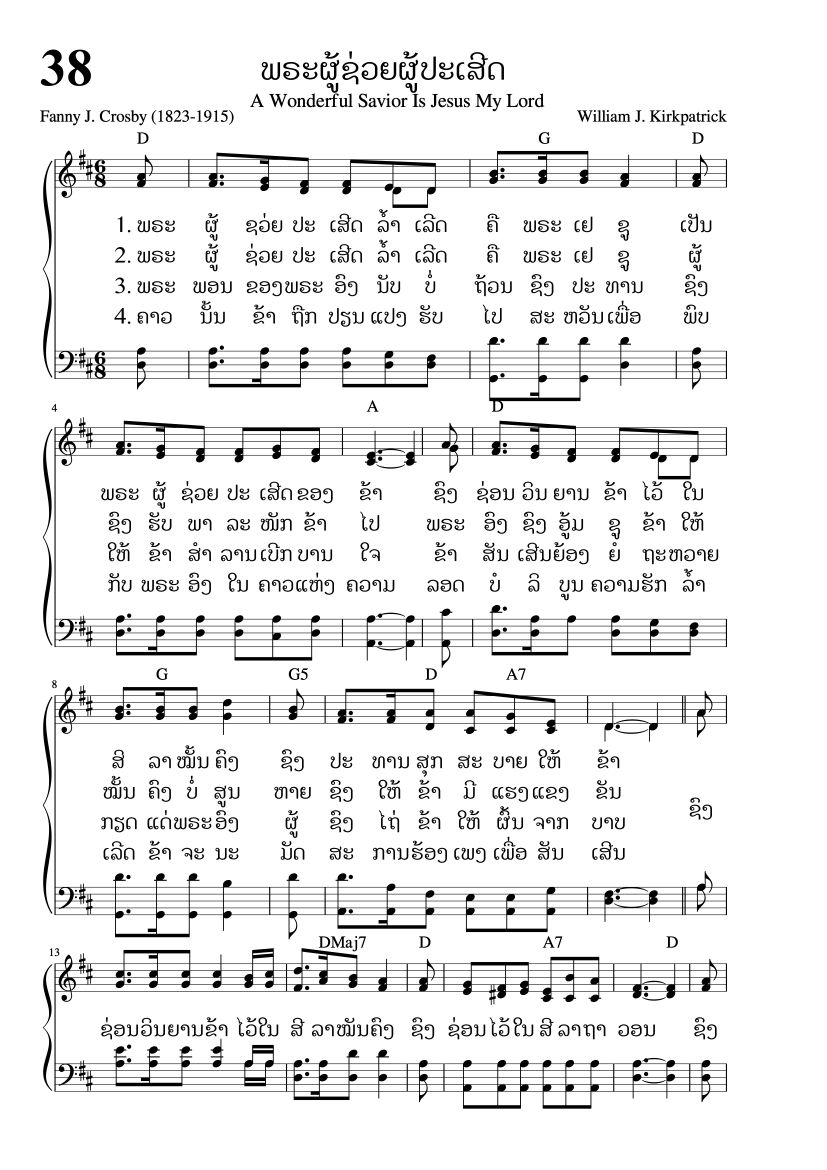 38
ພຣະຜູ້ຊ່ວຍຜູ້ປະເສີດ
A Wonderful Savior Is Jesus My Lord
Fanny J. Crosby (1823-1915) William J. Kirkpatrick
D G D
1. ພຣະ ຜູ້ ຊວ່ຍ ປະ ເສີດ ລໍ້າ ເລີດ ຄື ພຣະ ເຢ ຊູ ເປັນ
2. ພຣະ ຜູ້ ຊ່ວຍ ປະ ເສີດ ລໍ້າ ເລີດ ຄື ພຣະ ເຢ ຊູ ຜູ້
3. ພຣະ ພອນ ຂອງພຣະ ອົງ ນັບ ບໍ່ ຖ້ວນ ຊົງ ປະ ທານ ຊົງ
4. ຄາວ ນັ້ນ ຂ້າ ຖືກ ປຽນ ແປງ ຮັບ ໄປ ສະ ຫວັນເພື່ອ ພົບ
4 A D
ພຣະ ຜູ້ ຊ່ວຍ ປະ ເສີດ ຂອງ ຂ້າ ຊົງ ຊ່ອນ ວິນ ຍານ ຂ້າ ໄວ້ ໃນ
ຊົງ ຮັບ ພາ ລະ ໜັກ ຂ້າ ໄປ ພຣະ ອົງ ຊົງ ອູ້ມ ຊູ ຂ້າ ໃຫ້
ໃຫ້ ຂ້າ ສໍາ ລານເບີກ ບານ ໃຈ ຂ້າ ສັນ ເສີນຍ້ອງ ຍໍ ຖະຫວາຍ
ກັບ ພຣະ ອົງ ໃນ ຄາວແຫ່ງ ຄວາມ ລອດ ບໍ ລິ ບູນ ຄວາມຮັກ ລໍ້າ
8 G G5 D A7
ສິ ລາ ໝັ້ນ ຄົງ ຊົງ ປະ ທານ ສຸກ ສະ ບາຍ ໃຫ້ ຂ້າ
ໝັ້ນ ຄົງ ບໍ່ ສູນ ຫາຍ ຊົງ ໃຫ້ ຂ້າ ມີ ແຮງ ແຂງ ຂັນ
ກຽດ ແດ່ພຣະອົງ ຜູ້ ຊົງ ໄຖ່ ຂ້າ ໃຫ້ ຜົ້ນ ຈາກ ບາບ
ຊົງ
ເລີດ ຂ້າ ຈະ ນະ ມັດ ສະ ການຮ້ອງ ເພງ ເພື່ອ ສັນ ເສີນ
13 DMaj7 D A7 D
ຊ່ອນວິນຍານຂ້າ ໄວ້ໃນ ສີ ລາໝັນຄົງ ຊົງ ຊ່ອນໄວ້ໃນ ສີ ລາຖາ ວອນ ຊົງ